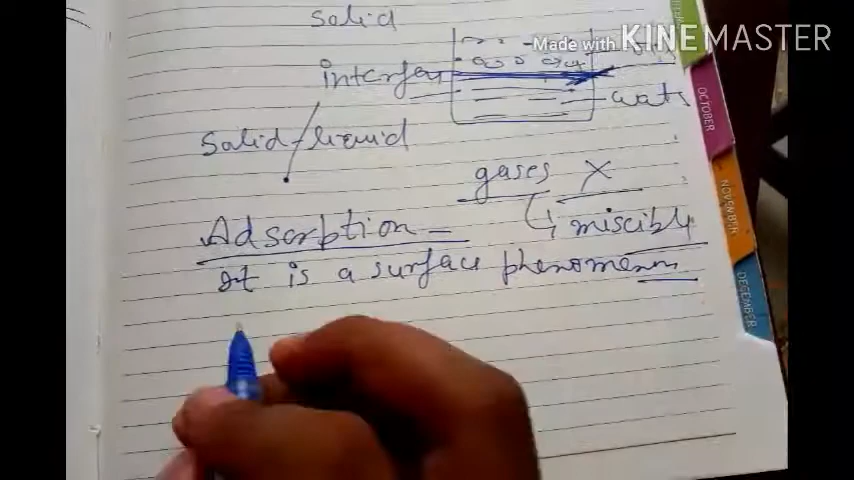 Solid
Made with KINEMASTER
interface
water
Solid/liquid
gases X
miscible
Adsorption =
It is a surface phenomenon
OCTOBER
NOVEMBER
DECEMBER